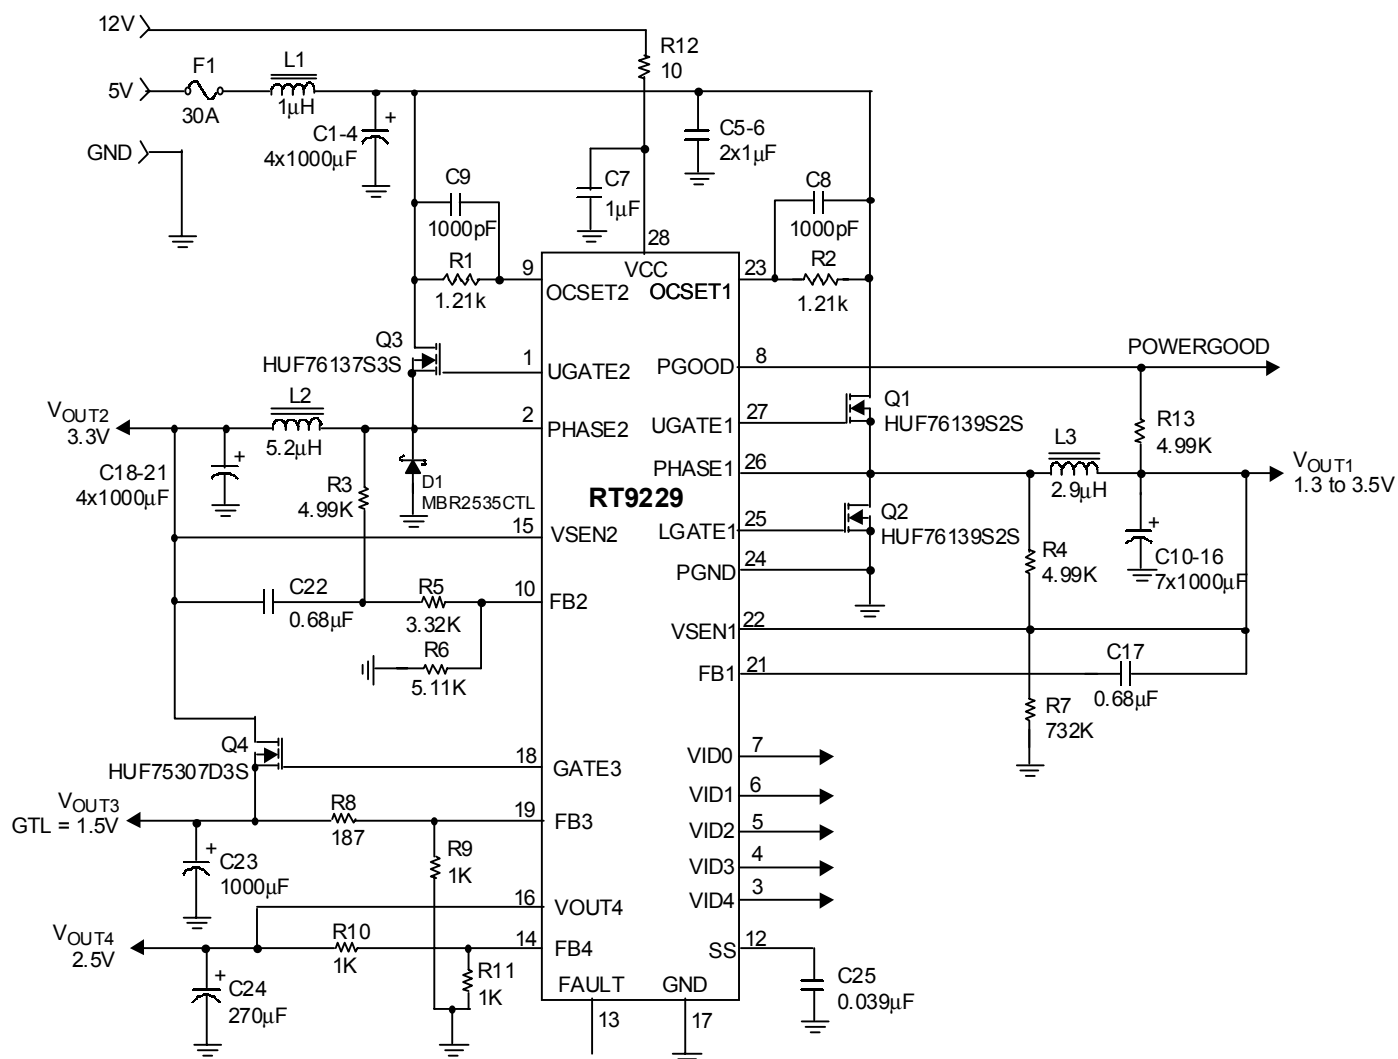 12V
R12
10
F1
L1
5V
30A
1µH
C1-4
4x1000µF
C5-6
2x1µF
GND
C9
1000pF
C7
1µF
C8
1000pF
28
VCC
R1
1.21k
9
OCSET2
OCSET1
23
R2
1.21k
Q3
HUF76137S3S
1
UGATE2
PGOOD
8
POWERGOOD
VOUT2
3.3V
L2
5.2µH
2
PHASE2
UGATE1
27
Q1
HUF76139S2S
R13
4.99K
C18-21
4x1000µF
R3
4.99K
D1
MBR2535CTL
PHASE1
26
L3
2.9µH
VOUT1
1.3 to 3.5V
RT9229
15
VSEN2
LGATE1
25
Q2
HUF76139S2S
PGND
24
R4
4.99K
C10-16
7x1000µF
C22
0.68µF
R5
3.32K
10
FB2
VSEN1
22
R6
5.11K
FB1
21
C17
0.68µF
R7
732K
Q4
HUF75307D3S
18
GATE3
VID0
7
VID1
6
VOUT3
GTL = 1.5V
R8
187
19
FB3
VID2
5
C23
1000µF
R9
1K
VID3
4
16
VOUT4
VID4
3
VOUT4
2.5V
R10
1K
14
FB4
SS
12
C24
270µF
R11
1K
FAULT
GND
C25
0.039µF
13
17